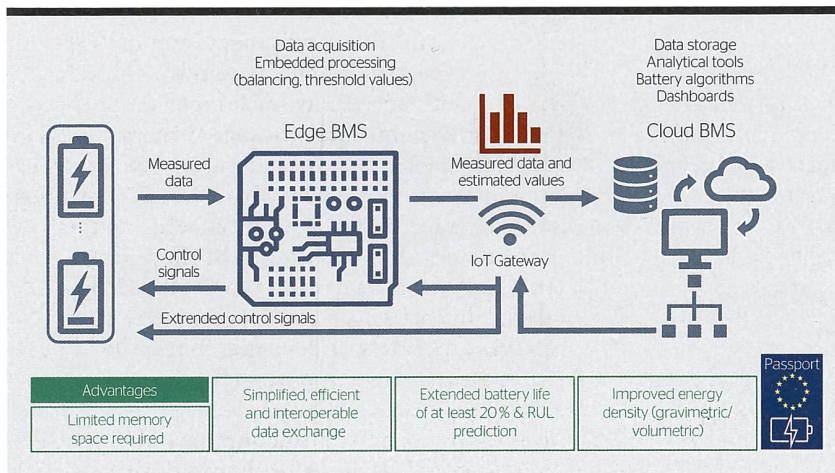 Data acquisition
Embedded processing
(balancing, threshold values)
Edge BMS
Data storage
Analytical tools
Battery algorithms
Dashboards
Cloud BMS
Measured
data
Measured data and
estimated values
Control
signals
IoT Gateway
Extrended control signals
Advantages
Limited memory
space required
Simplified, efficient
and interoperable
data exchange
Extended battery life
of at least 20 % & RUL
prediction
Improved energy
density (gravimetric/
volumetric)
Passport